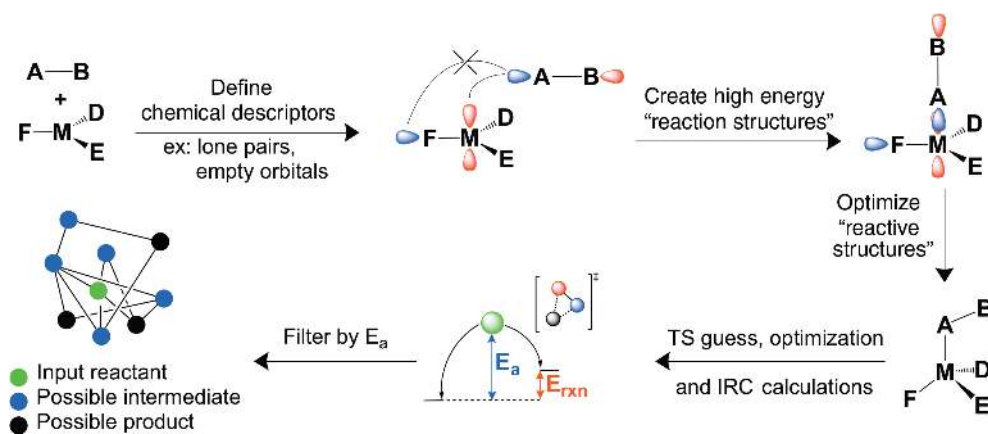 A—B
+
F—M
D
E
Define
chemical descriptors
ex: lone pairs,
empty orbitals
A—B
F—M
D
E
Create high energy
“reaction structures”
B
A
F—M
D
E
Optimize
“reactive
structures”
B
A
M
D
F
E
TS guess, optimization
and IRC calculations
‡
Ea
Erxn
Filter by Ea
Input reactant
Possible intermediate
Possible product